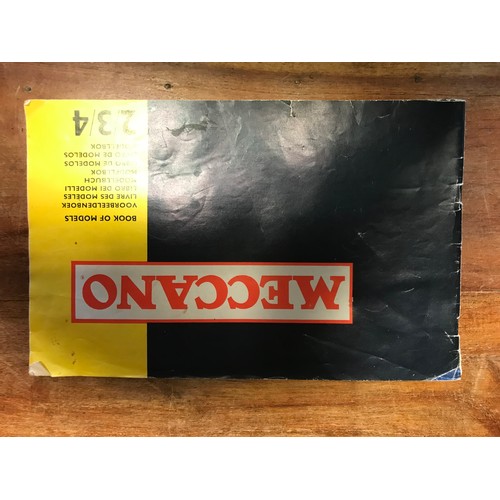 MECCANO
BOOK OF MODELS
VOORBEELDENBOEK
LIVRE DES MODELES
LIBRO DEI MODELLI
MODELLBUCH
LIVRO DE MODELOS
LIBRO DE MODELOS
2/3/4